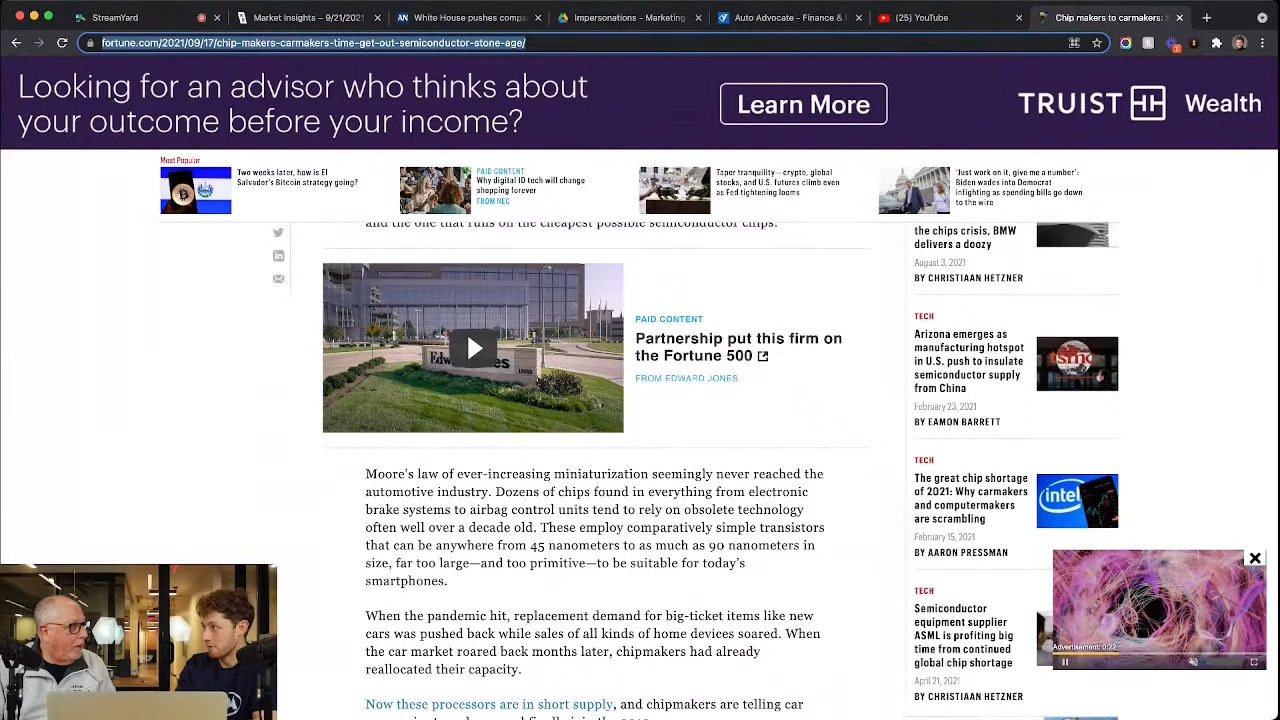 StreamYard
Market Insights - 9/21/2021
White House pushes compa
Impersonations - Marketing
Auto Advocate - Finance &
(25) YouTube
Chip makers to carmakers:
fortune.com/2021/09/17/chip-makers-carmakers-time-get-out-semiconductor-stone-age/
Looking for an advisor who thinks about
your outcome before your income?
Learn More
TRUIST Wealth
Most Popular
Two weeks later, how is El
Salvador's Bitcoin strategy going?
PAID CONTENT
Why digital ID tech will change
shopping forever
FROM NEC
Taper tantrum—crypto, global
stocks, and U.S. futures climb even
as Fed tightening looms
'Just work on it, give me a number':
Biden wades into Democrat
infighting as spending bills go down
to the wire
and the one that runs on the cheapest possible semiconductor chips.
PAID CONTENT
Partnership put this firm on
the Fortune 500
FROM EDWARD JONES
Moore's law of ever-increasing miniaturization seemingly never reached the
automotive industry. Dozens of chips found in everything from electronic
brake systems to airbag control units tend to rely on obsolete technology
often well over a decade old. These employ comparatively simple transistors
that can be anywhere from 45 nanometers to as much as 90 nanometers in
size, far too large—and too primitive—to be suitable for today's
smartphones.
When the pandemic hit, replacement demand for big-ticket items like new
cars was pushed back while sales of all kinds of home devices soared. When
the car market roared back months later, chipmakers had already
reallocated their capacity.
Now these processors are in short supply, and chipmakers are telling car
the chips crisis, BMW
delivers a doozy
August 3, 2021
BY CHRISTIAAN HETZNER
TECH
Arizona emerges as
manufacturing hotspot
in U.S. push to insulate
semiconductor supply
from China
February 23, 2021
BY EAMON BARRETT
TECH
The great chip shortage
of 2021: Why carmakers
and computermakers
are scrambling
intel
February 15, 2021
BY AARON PRESSMAN
TECH
Semiconductor
equipment supplier
ASML is profiting big
time from continued
global chip shortage
April 21, 2021
BY CHRISTIAAN HETZNER
Advertisement: 0:22